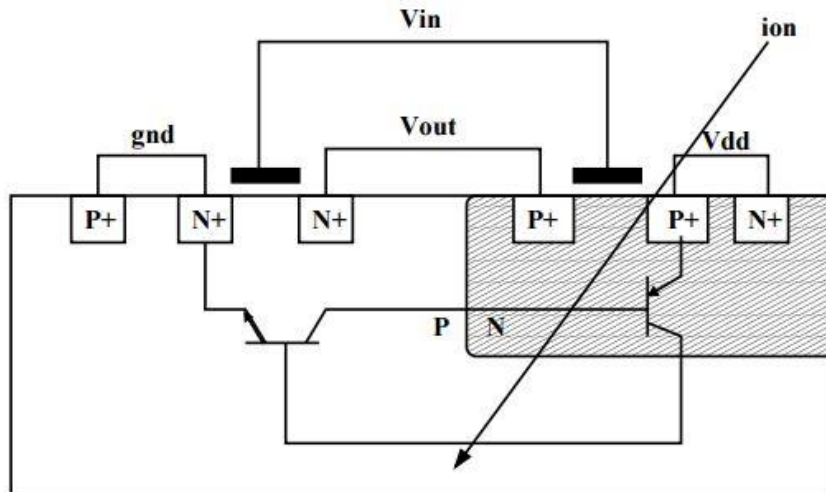 Vin
ion
gnd
Vout
Vdd
P+ N+ N+ P+ P+ N+
P N